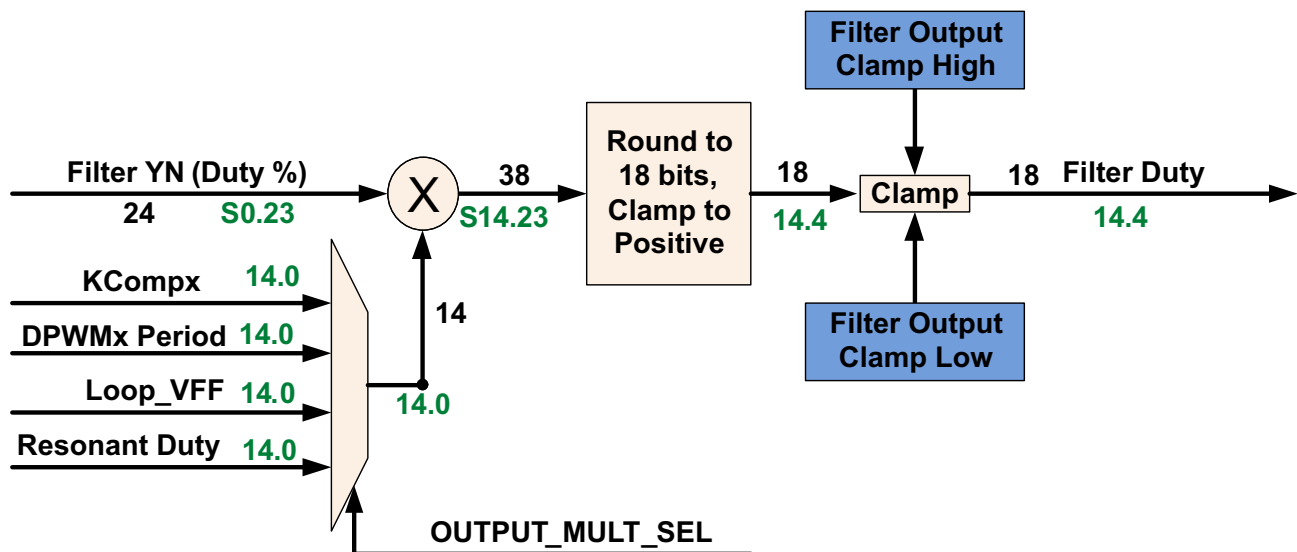 Filter Output
Clamp High
Filter YN (Duty %)
24
S0.23
X
38
S14.23
Round to
18 bits,
Clamp to
Positive
18
14.4
Clamp
18
Filter Duty
14.4
KCompx
14.0
DPWMx Period
14.0
Loop_VFF
14.0
Resonant Duty
14.0
14
14.0
Filter Output
Clamp Low
OUTPUT_MULT_SEL